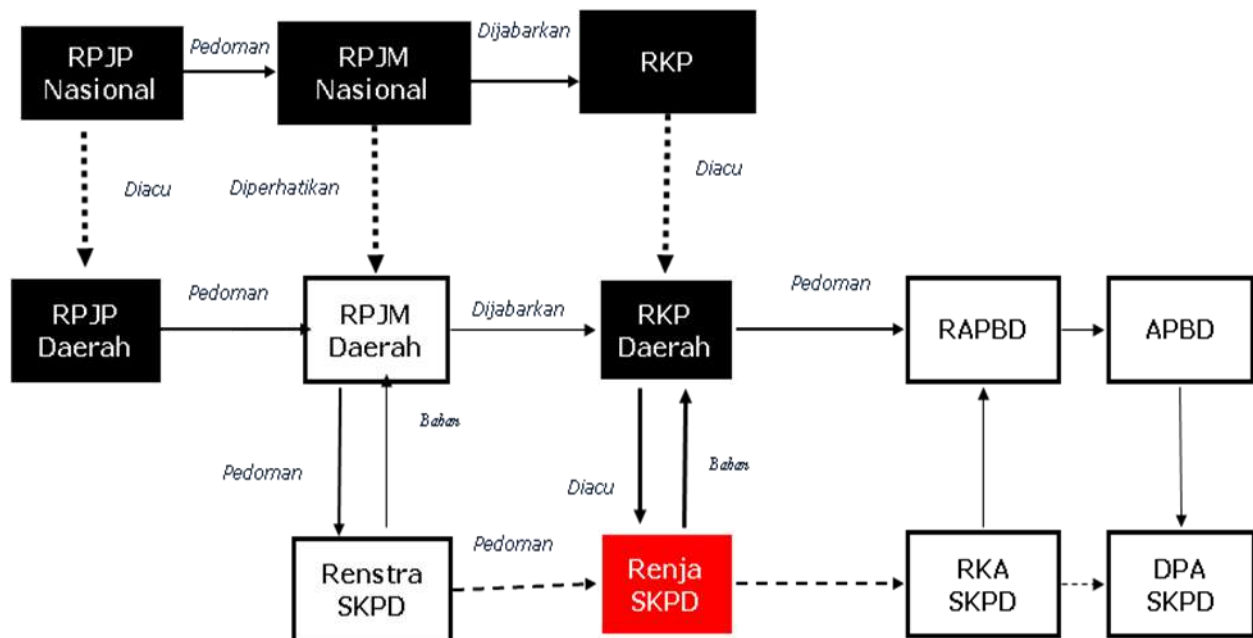 RPJP
Nasional
Pedoman
RPJM
Nasional
Dijabarkan
RKP
Diacu
Diperhatikan
Diacu
RPJP
Daerah
Pedoman
RPJM
Daerah
Dijabarkan
RKP
Daerah
Pedoman
RAPBD
APBD
Pedoman
Bahan
Diacu
Bahan
Renstra
SKPD
Pedoman
Renja
SKPD
RKA
SKPD
DPA
SKPD